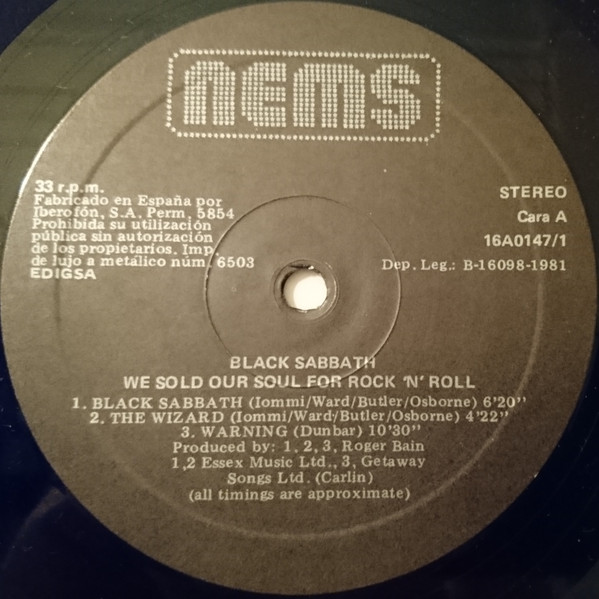 nems
33 r.p.m.
Fabricado en España por
Iberofón, S.A. Perm. 5854
Prohibida su utilización
pública sin autorización
de los propietarios. Imp.
de lujo a metálico núm. 6503
EDIGSA
STEREO
Cara A
16A0147/1
Dep. Leg.: B-16098-1981
BLACK SABBATH
WE SOLD OUR SOUL FOR ROCK 'N' ROLL
1. BLACK SABBATH (Iommi/Ward/Butler/Osborne) 6'20"
2. THE WIZARD (Iommi/Ward/Butler/Osborne) 4'22"
3. WARNING (Dunbar) 10'30"
Produced by: 1, 2, 3, Roger Bain
1,2 Essex Music Ltd., 3, Getaway
Songs Ltd. (Carlin)
(all timings are approximate)